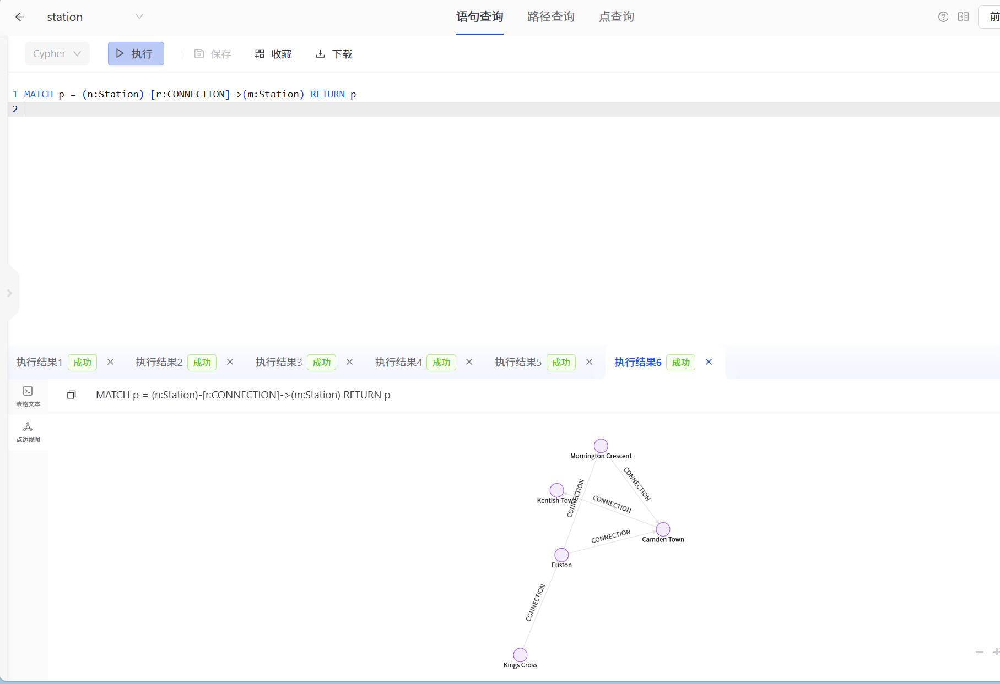 station
语句查询 路径查询 点查询
前
Cypher 执行 保存 收藏 下载
1 MATCH p = (n:Station)-[r:CONNECTION]->(m:Station) RETURN p
2
执行结果1 成功 执行结果2 成功 执行结果3 成功 执行结果4 成功 执行结果5 成功 执行结果6 成功
表格文本
MATCH p = (n:Station)-[r:CONNECTION]->(m:Station) RETURN p
点边视图
Mornington Crescent
CONNECTION
CONNECTION
Kentish Town
CONNECTION
CONNECTION
Camden Town
Euston
CONNECTION
Kings Cross